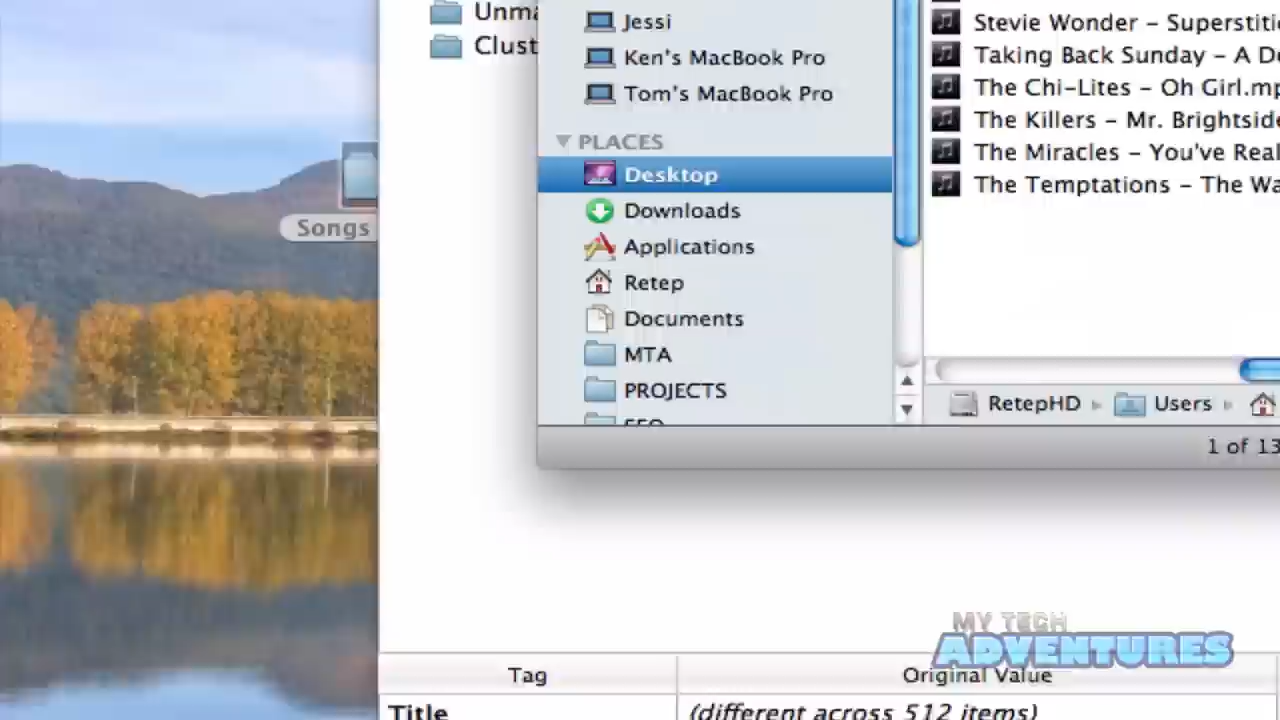 Unma
Clust
Jessi
Ken's MacBook Pro
Tom's MacBook Pro
PLACES
Desktop
Downloads
Applications
Retep
Documents
MTA
PROJECTS
Stevie Wonder – Superstiti
Taking Back Sunday – A De
The Chi-Lites – Oh Girl.mp
The Killers – Mr. Brightside
The Miracles – You've Real
The Temptations – The Wa
RetepHD
Users
1 of 13
Songs
MY TECH
ADVENTURES
Tag
Original Value
Title
(different across 512 items)